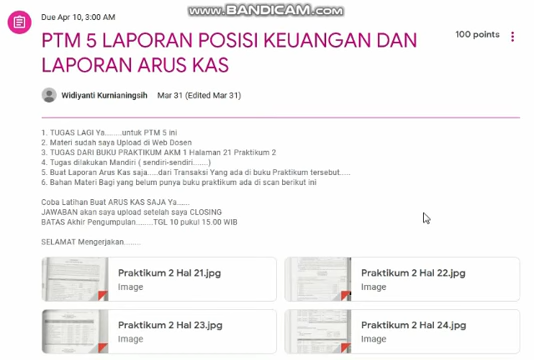 www.BANDICAM.com
Due Apr 10, 3:00 AM
PTM 5 LAPORAN POSISI KEUANGAN DAN
LAPORAN ARUS KAS
100 points
Widiyanti Kurnianingsih Mar 31 (Edited Mar 31)
1. TUGAS LAGI Ya.......untuk PTM 5 ini
2. Materi sudah saya Upload di Web Dosen
3. TUGAS DARI BUKU PRAKTIKUM AKM 1 Halaman 21 Praktikum 2
4. Tugas dilakukan Mandiri ( sendiri-sendiri.......)
5. Buat Laporan Arus Kas saja.....dari Transaksi Yang ada di buku Praktikum tersebut.....
6. Bahan Materi Bagi yang belum punya buku praktikum ada di scan berikut ini
Coba Latihan Buat ARUS KAS SAJA Ya......
JAWABAN akan saya upload setelah saya CLOSING
BATAS Akhir Pengumpulan.........TGL 10 pukul 15.00 WIB
SELAMAT Mengerjakan........
Praktikum 2 Hal 21.jpg
Image
Praktikum 2 Hal 22.jpg
Image
Praktikum 2 Hal 23.jpg
Image
Praktikum 2 Hal 24.jpg
Image